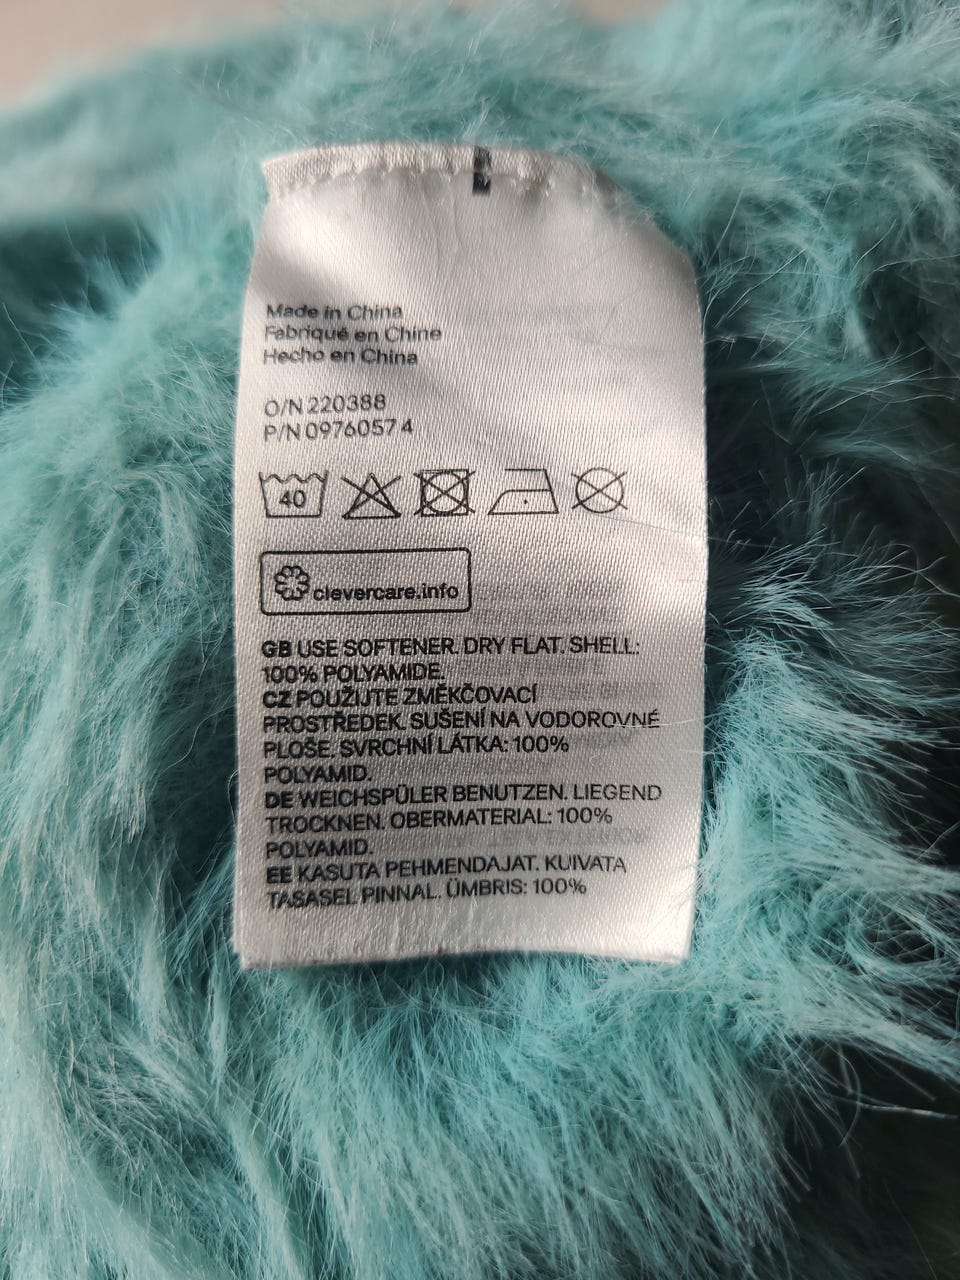 Made in China
Fabriqué en Chine
Hecho en China
O/N 220388
P/N 09760574
40
clevercare.info
GB USE SOFTENER. DRY FLAT. SHELL:
100% POLYAMIDE.
CZ POUŽIJTE ZMĚKČOVACÍ
PROSTŘEDEK. SUŠENÍ NA VODOROVNÉ
PLOŠE. SVRCHNÍ LÁTKA: 100%
POLYAMID.
DE WEICHSPÜLER BENUTZEN. LIEGEND
TROCKNEN. OBERMATERIAL: 100%
POLYAMID.
EE KASUTA PEHMENDAJAT. KUIVATA
TASASEL PINNAL. ÜMBRIS: 100%